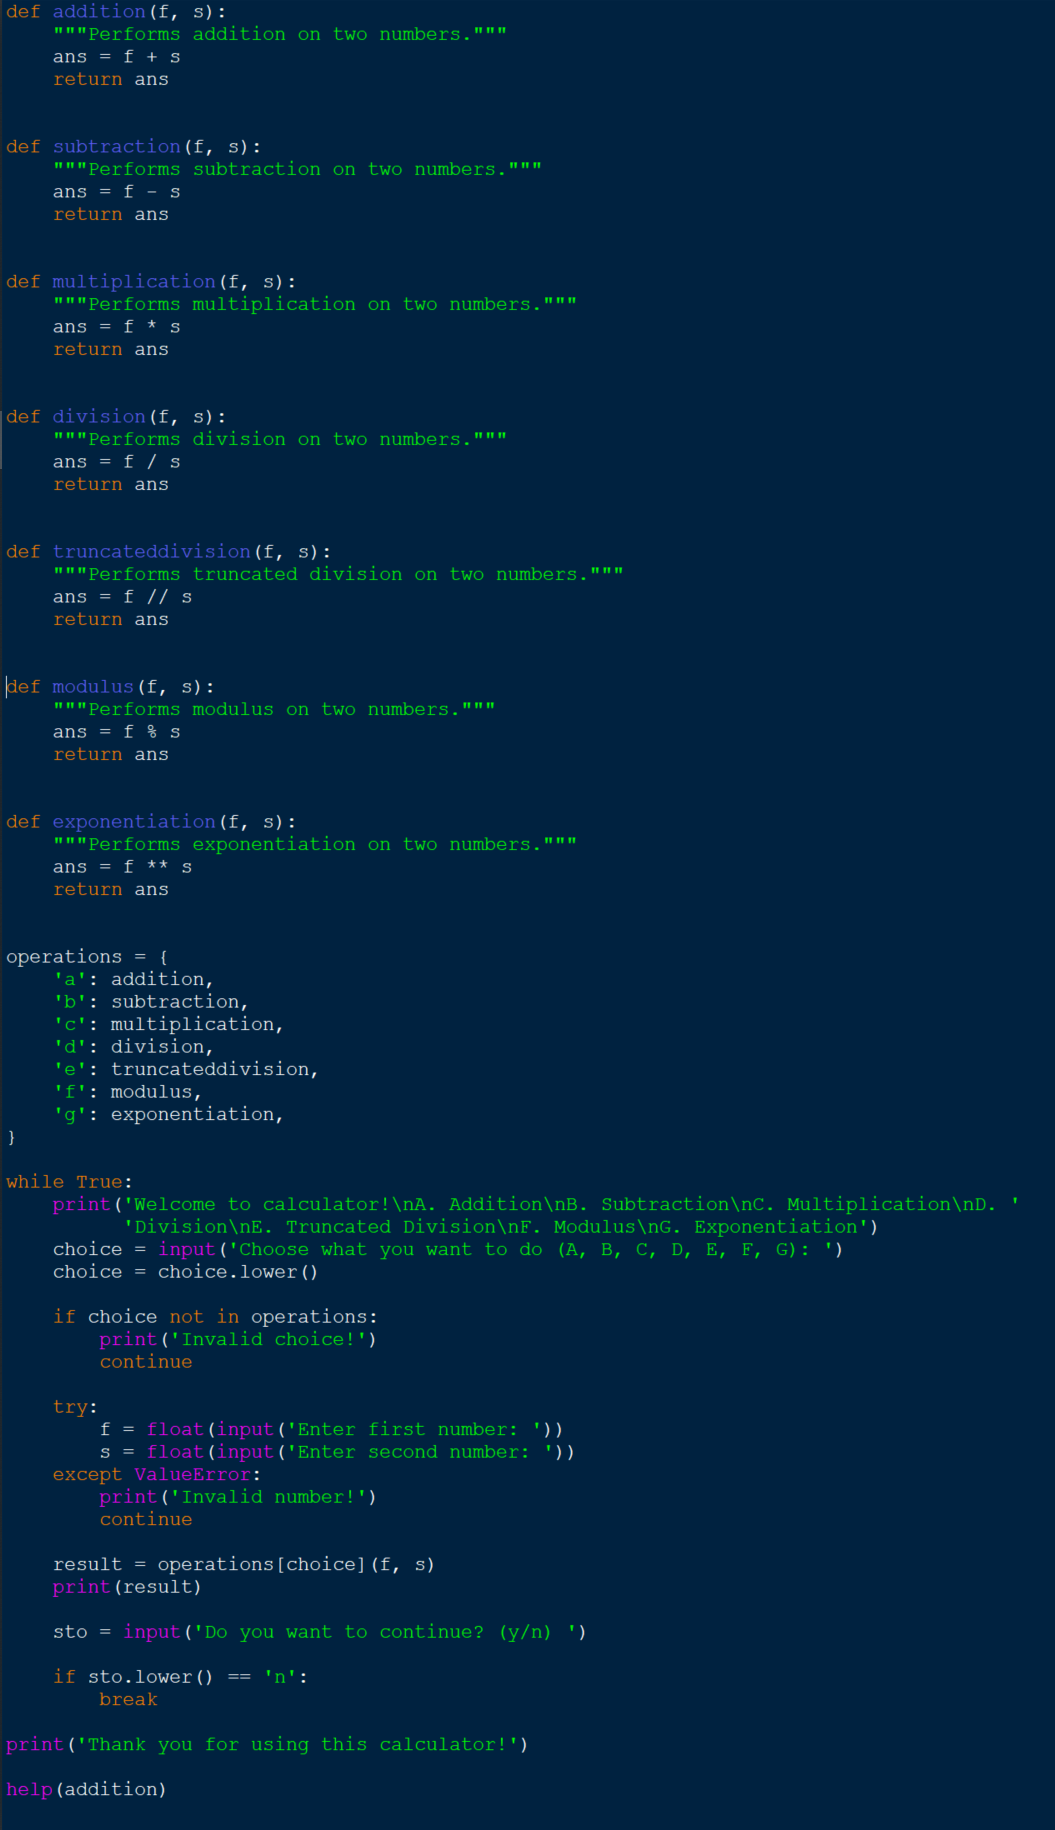 def addition(f, s):
    """Performs addition on two numbers."""
    ans = f + s
    return ans
def subtraction(f, s):
    """Performs subtraction on two numbers."""
    ans = f - s
    return ans
def multiplication(f, s):
    """Performs multiplication on two numbers."""
    ans = f * s
    return ans
def division(f, s):
    """Performs division on two numbers."""
    ans = f / s
    return ans
def truncateddivision(f, s):
    """Performs truncated division on two numbers."""
    ans = f // s
    return ans
def modulus(f, s):
    """Performs modulus on two numbers."""
    ans = f % s
    return ans
def exponentiation(f, s):
    """Performs exponentiation on two numbers."""
    ans = f ** s
    return ans
operations = {
    'a': addition,
    'b': subtraction,
    'c': multiplication,
    'd': division,
    'e': truncateddivision,
    'f': modulus,
    'g': exponentiation,
}
while True:
    print('Welcome to calculator!\nA. Addition\nB. Subtraction\nC. Multiplication\nD. '
          'Division\nE. Truncated Division\nF. Modulus\nG. Exponentiation')
    choice = input('Choose what you want to do (A, B, C, D, E, F, G): ')
    choice = choice.lower()
    if choice not in operations:
        print('Invalid choice!')
        continue
    try:
        f = float(input('Enter first number: '))
        s = float(input('Enter second number: '))
    except ValueError:
        print('Invalid number!')
        continue
    result = operations[choice](f, s)
    print(result)
    sto = input('Do you want to continue? (y/n) ')
    if sto.lower() == 'n':
        break
print('Thank you for using this calculator!')
help(addition)